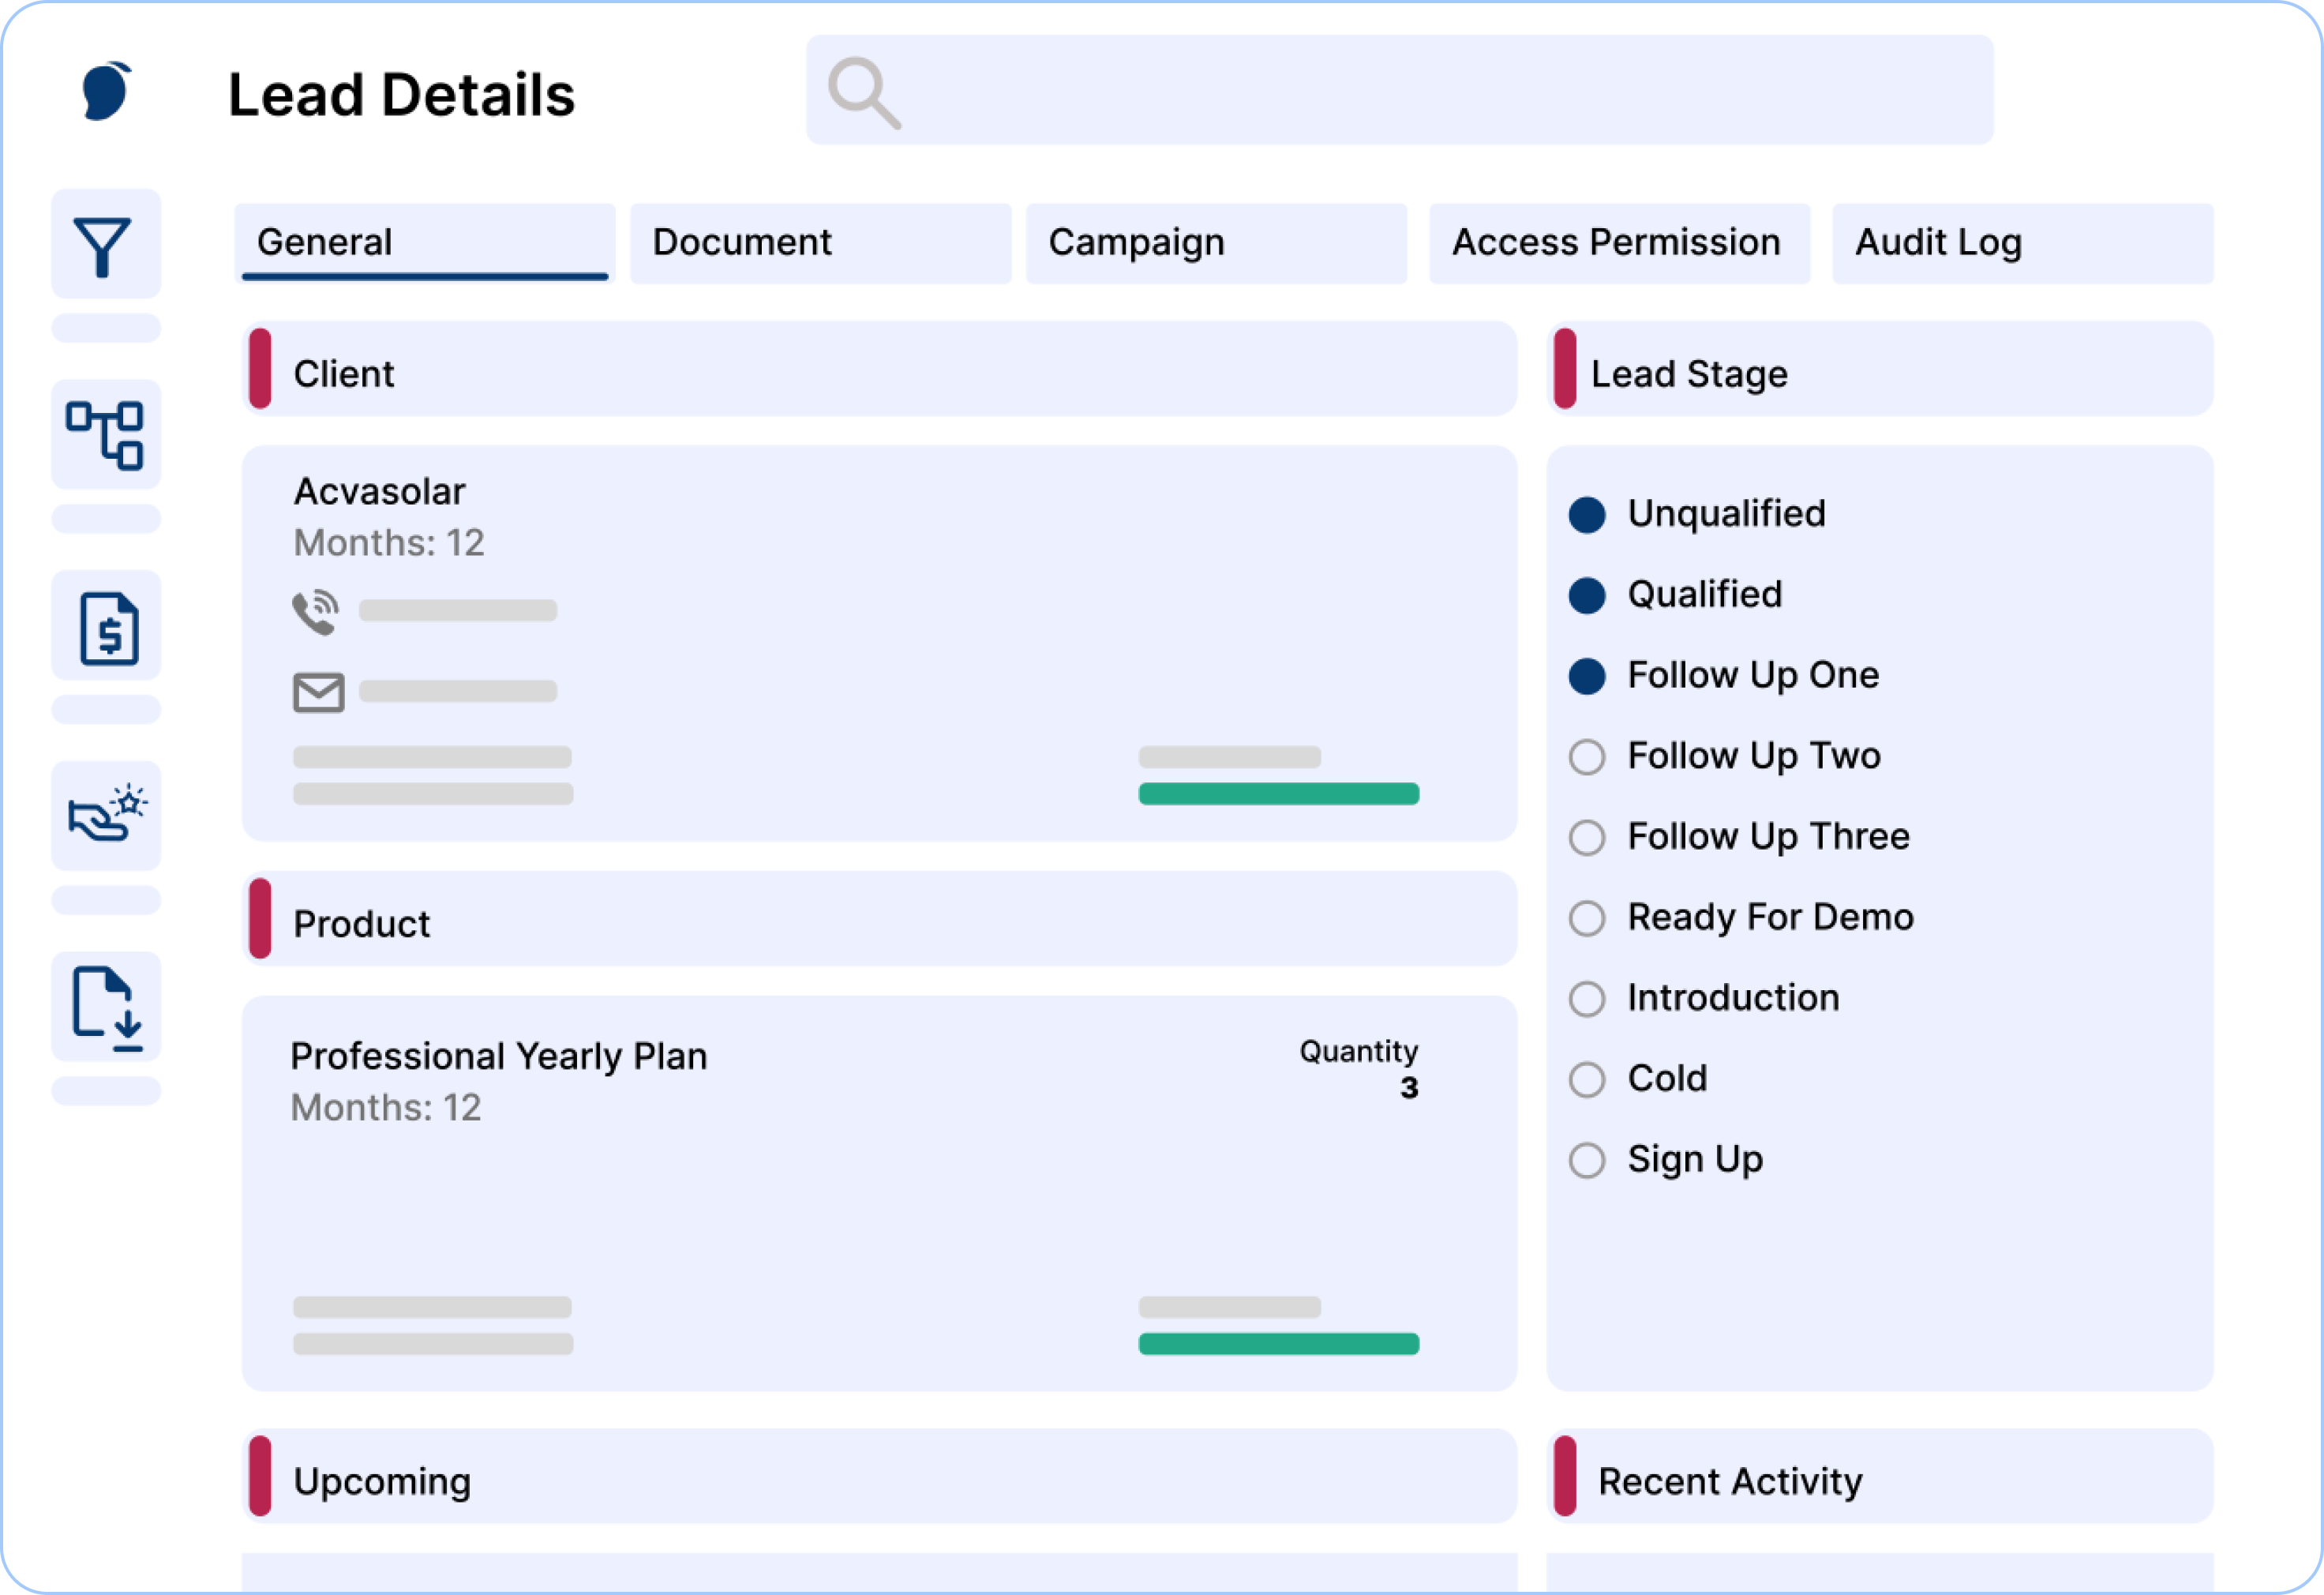 Lead Details
General
Document
Campaign
Access Permission
Audit Log
Client
Acvasolar
Months: 12
Product
Professional Yearly Plan
Months: 12
Quantity
3
Upcoming
Lead Stage
Unqualified
Qualified
Follow Up One
Follow Up Two
Follow Up Three
Ready For Demo
Introduction
Cold
Sign Up
Recent Activity